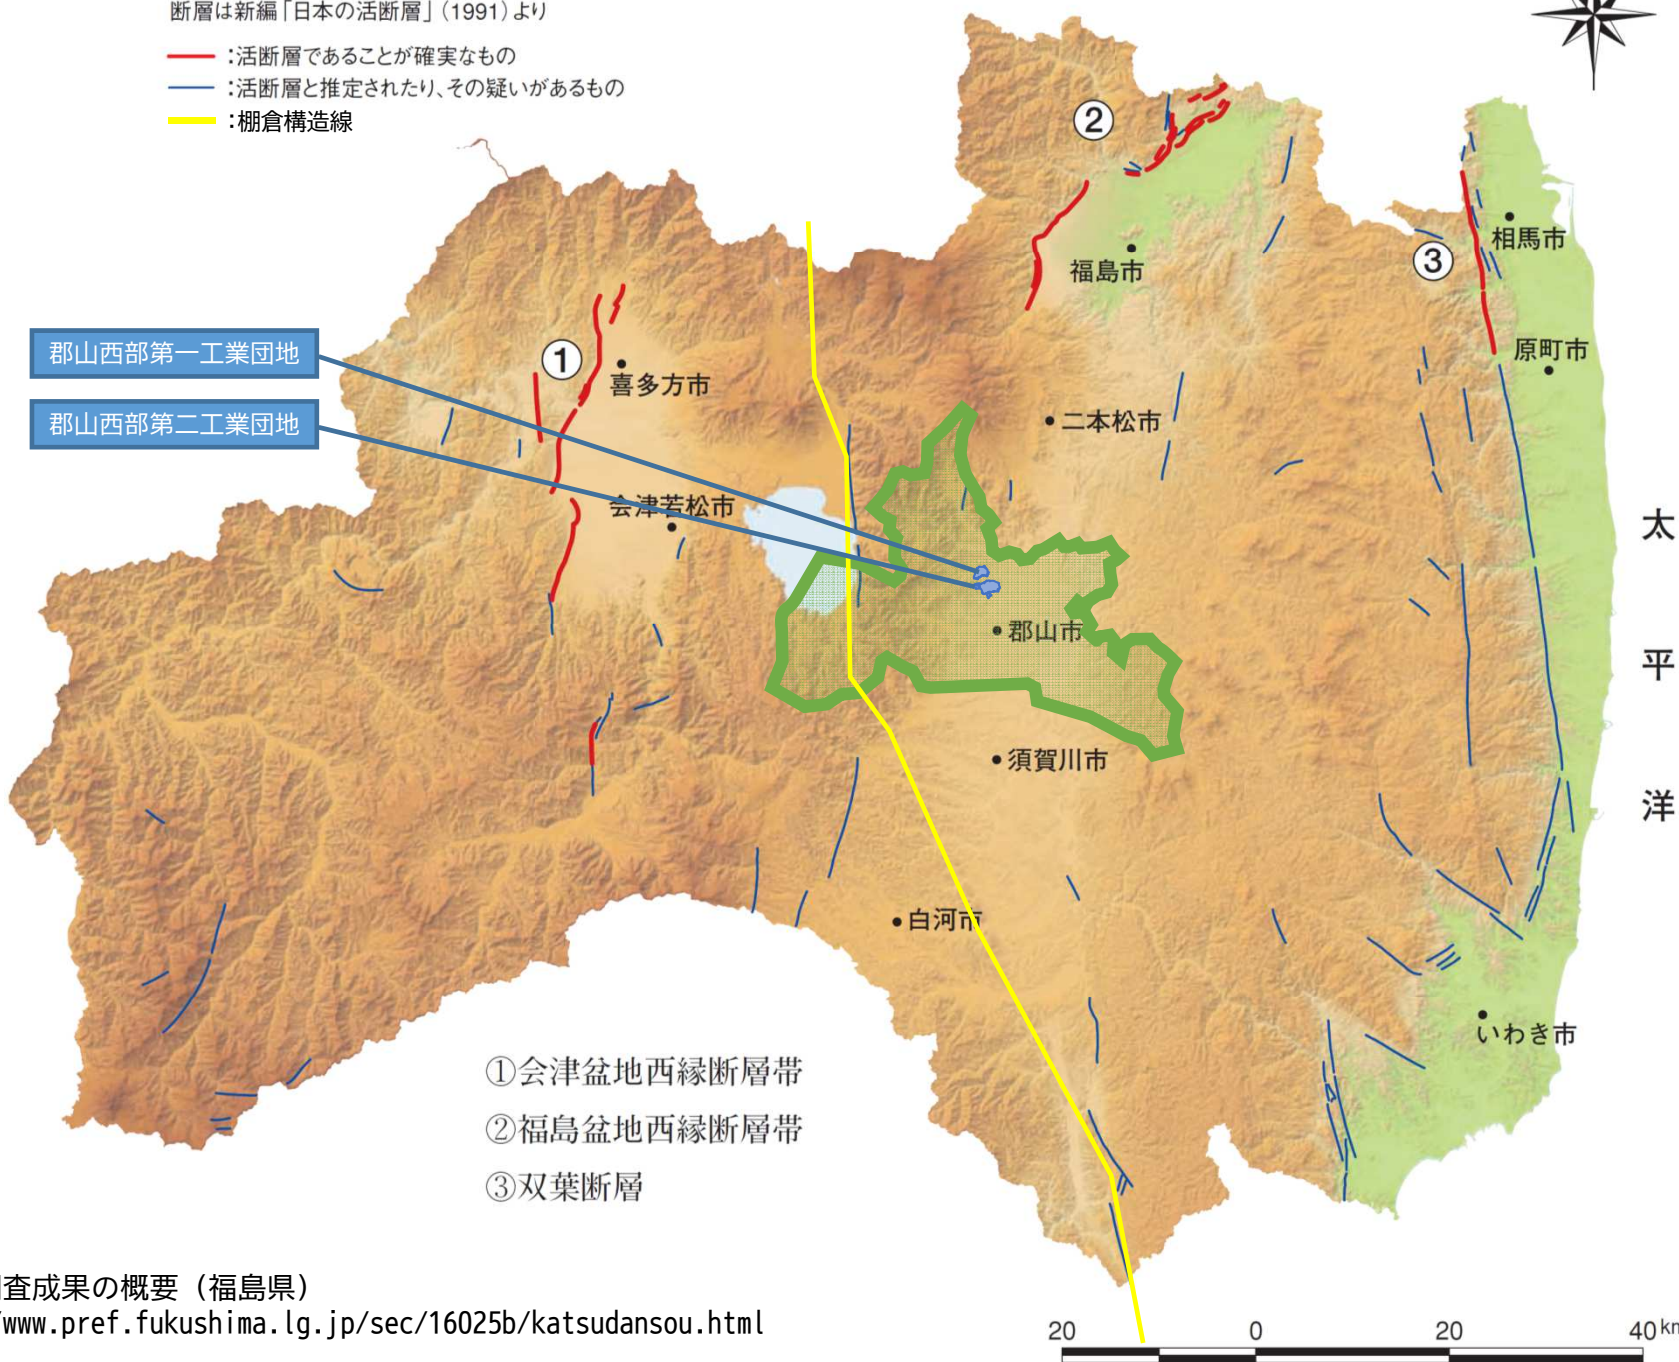 断層は新編「日本の活断層」(1991)より
:活断層であることが確実なもの
:活断層と推定されたり、その疑いがあるもの
:棚倉構造線
②
相馬市
③
福島市
郡山西部第一工業団地
①
原町市
喜多方市
郡山西部第二工業団地
二本松市
会津若松市
太平洋
郡山市
須賀川市
白河市
いわき市
①会津盆地西縁断層帯
②福島盆地西縁断層帯
③双葉断層
査成果の概要(福島県)
/www.pref.fukushima.lg.jp/sec/16025b/katsudansou.html
20 0 20 40km